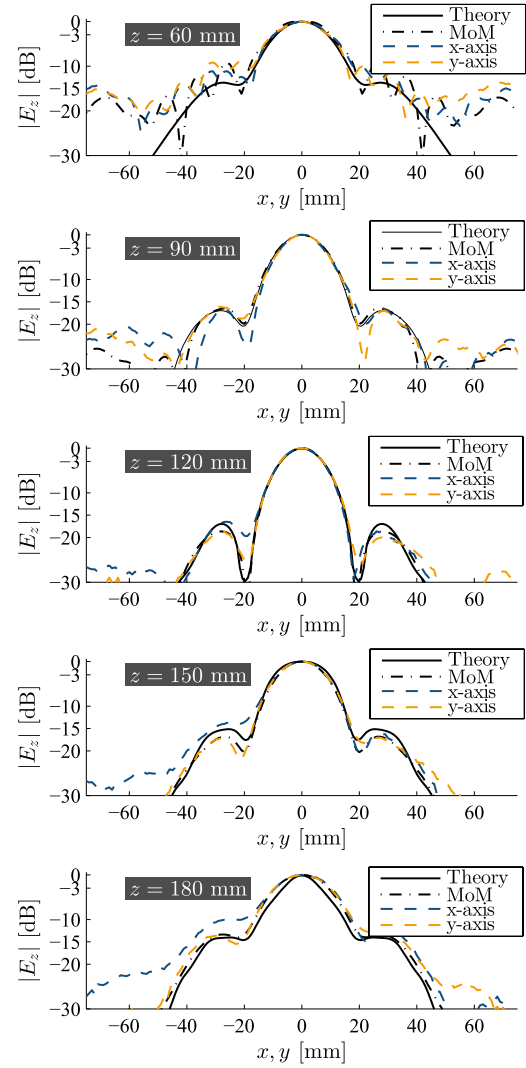 z = 60 mm
Theory
MoM
x-axis
y-axis
0
−3
−10
−15
−20
−30
|E_z| [dB]
−60 −40 −20 0 20 40 60
x, y [mm]
z = 90 mm
Theory
MoM
x-axis
y-axis
0
−3
−10
−15
−20
−30
|E_z| [dB]
−60 −40 −20 0 20 40 60
x, y [mm]
z = 120 mm
Theory
MoM
x-axis
y-axis
0
−3
−10
−15
−20
−30
|E_z| [dB]
−60 −40 −20 0 20 40 60
x, y [mm]
z = 150 mm
Theory
MoM
x-axis
y-axis
0
−3
−10
−15
−20
−30
|E_z| [dB]
−60 −40 −20 0 20 40 60
x, y [mm]
z = 180 mm
Theory
MoM
x-axis
y-axis
0
−3
−10
−15
−20
−30
|E_z| [dB]
−60 −40 −20 0 20 40 60
x, y [mm]